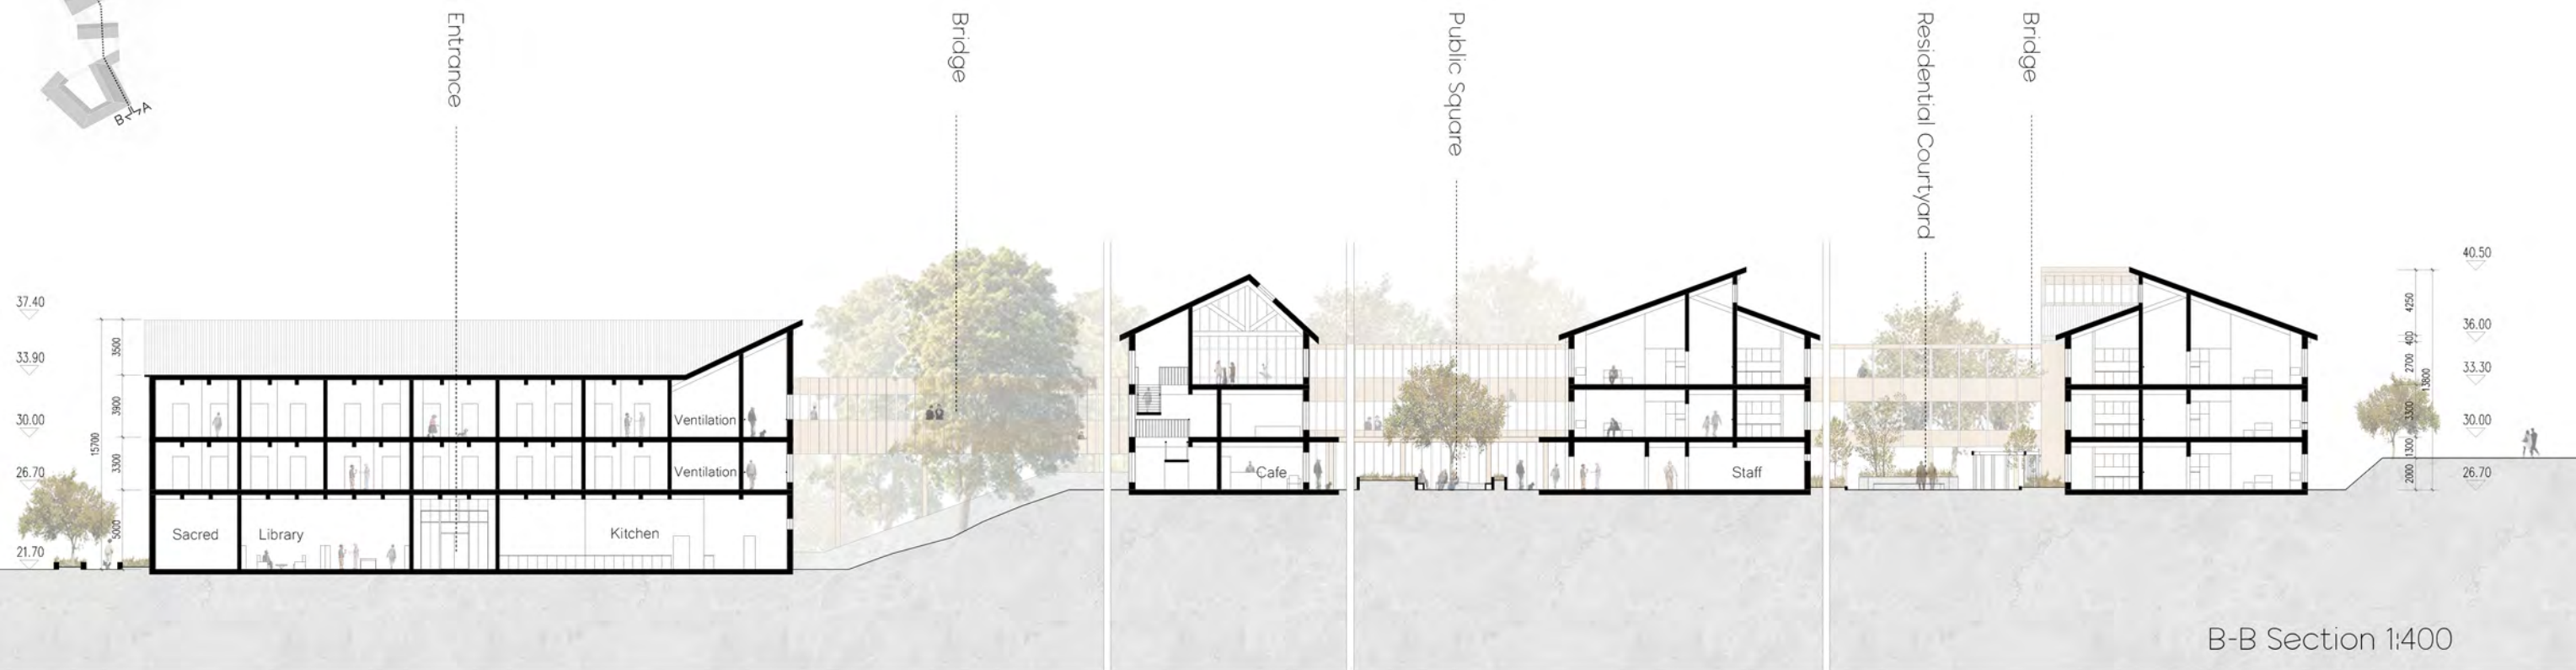 Entrance
Bridge
Public Square
Residential Courtyard
Bridge
B
A
37.40
33.90
30.00
26.70
21.70
15700
3500
3900
3300
5000
Ventilation
Ventilation
Sacred
Library
Kitchen
Cafe
Staff
40.50
36.00
33.30
30.00
26.70
4250
400
2700
3300
1300
2000
13800
B-B Section 1:400